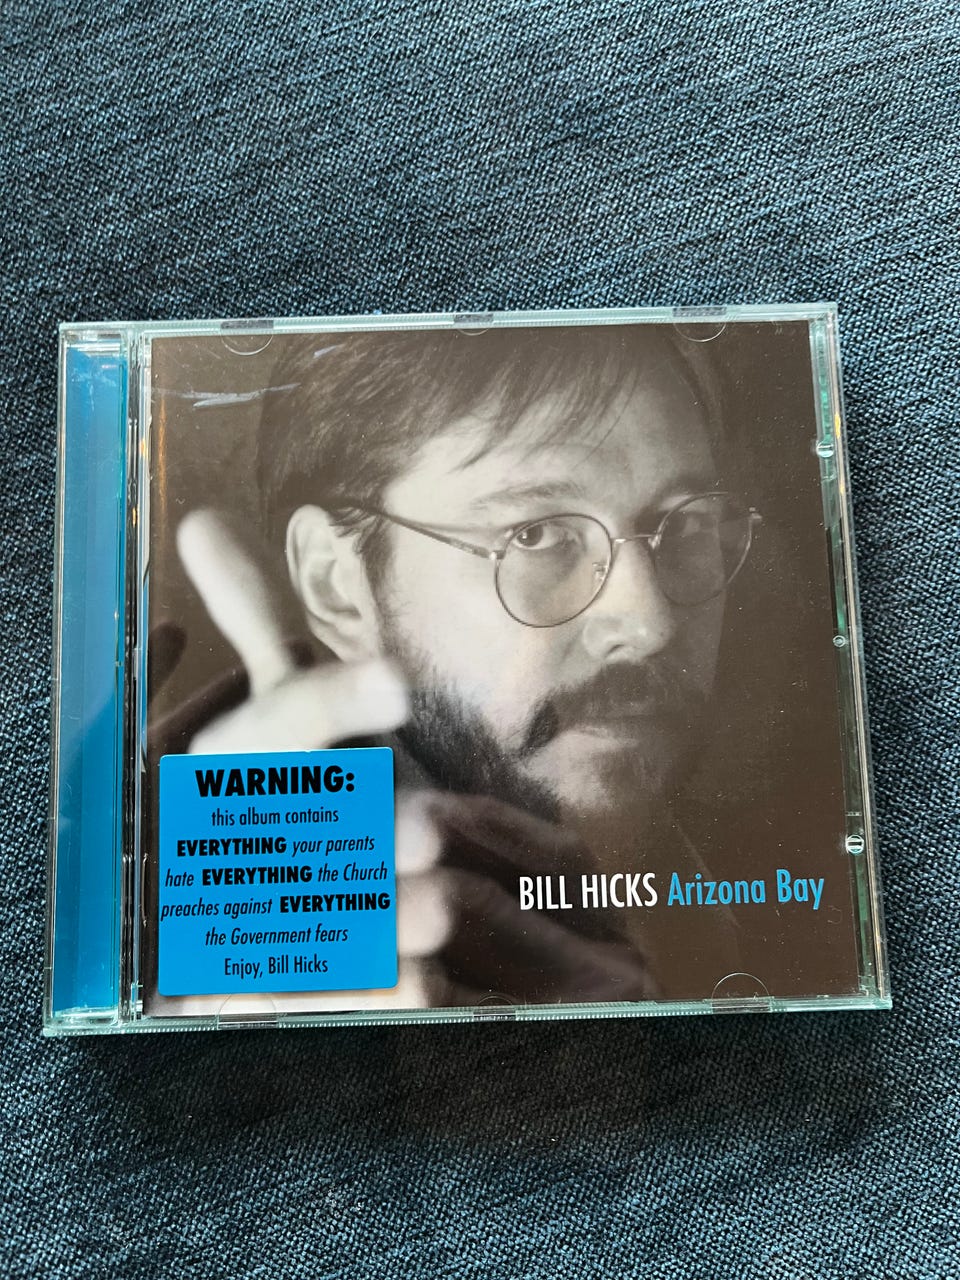 WARNING:
this album contains
EVERYTHING your parents
hate EVERYTHING the Church
preaches against EVERYTHING
the Government fears
Enjoy, Bill Hicks
BILL HICKS Arizona Bay